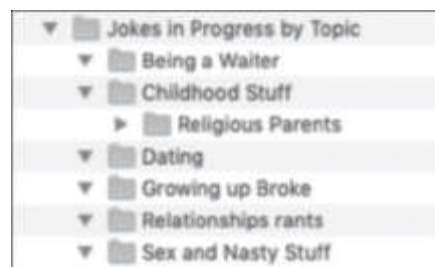 Jokes in Progress by Topic
Being a Waiter
Childhood Stuff
Religious Parents
Dating
Growing up Broke
Relationships rants
Sex and Nasty Stuff